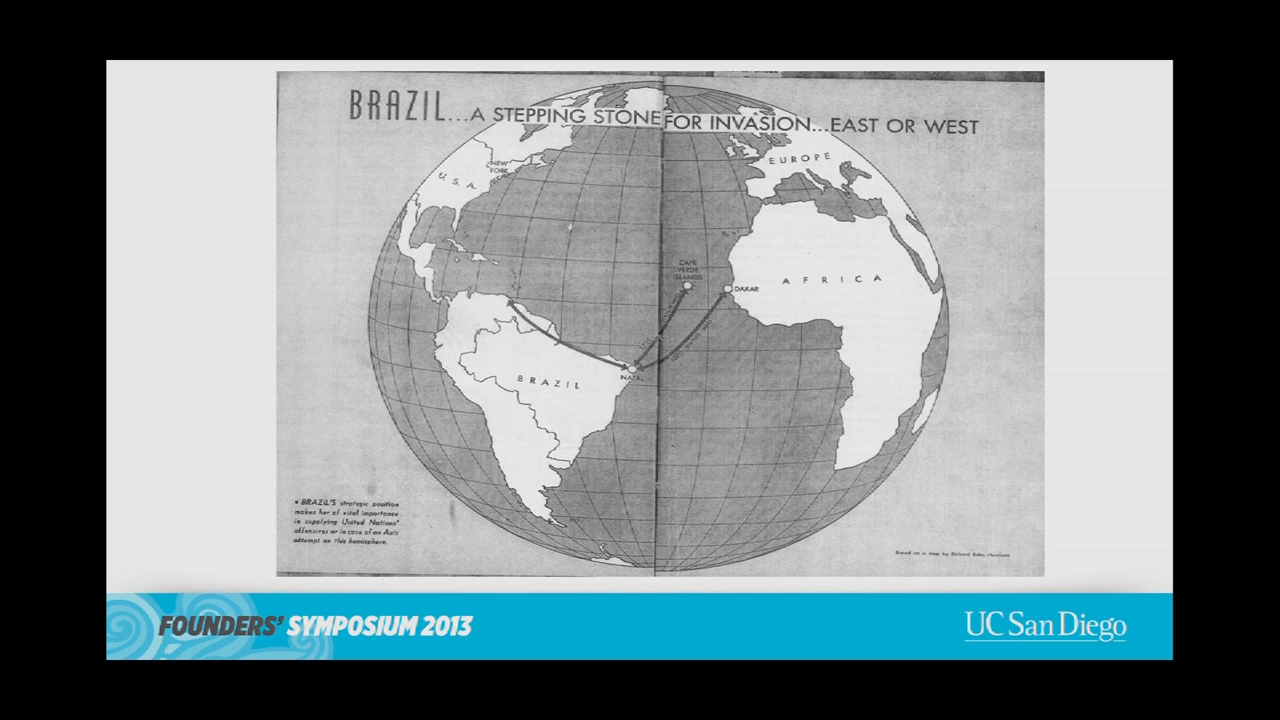 BRAZIL...A STEPPING STONE FOR INVASION...EAST OR WEST
EUROPE
NEW
YORK
U. S. A.
CAPE
VERDE
ISLANDS
AFRICA
DAKAR
NATAL
BRAZIL
• BRAZIL'S strategic position
makes her of vital importance
in supplying United Nations'
offensives or in case of an Axis
attempt on this hemisphere.
Based on a map by Richard Edes Harrison
FOUNDERS' SYMPOSIUM 2013
UC San Diego